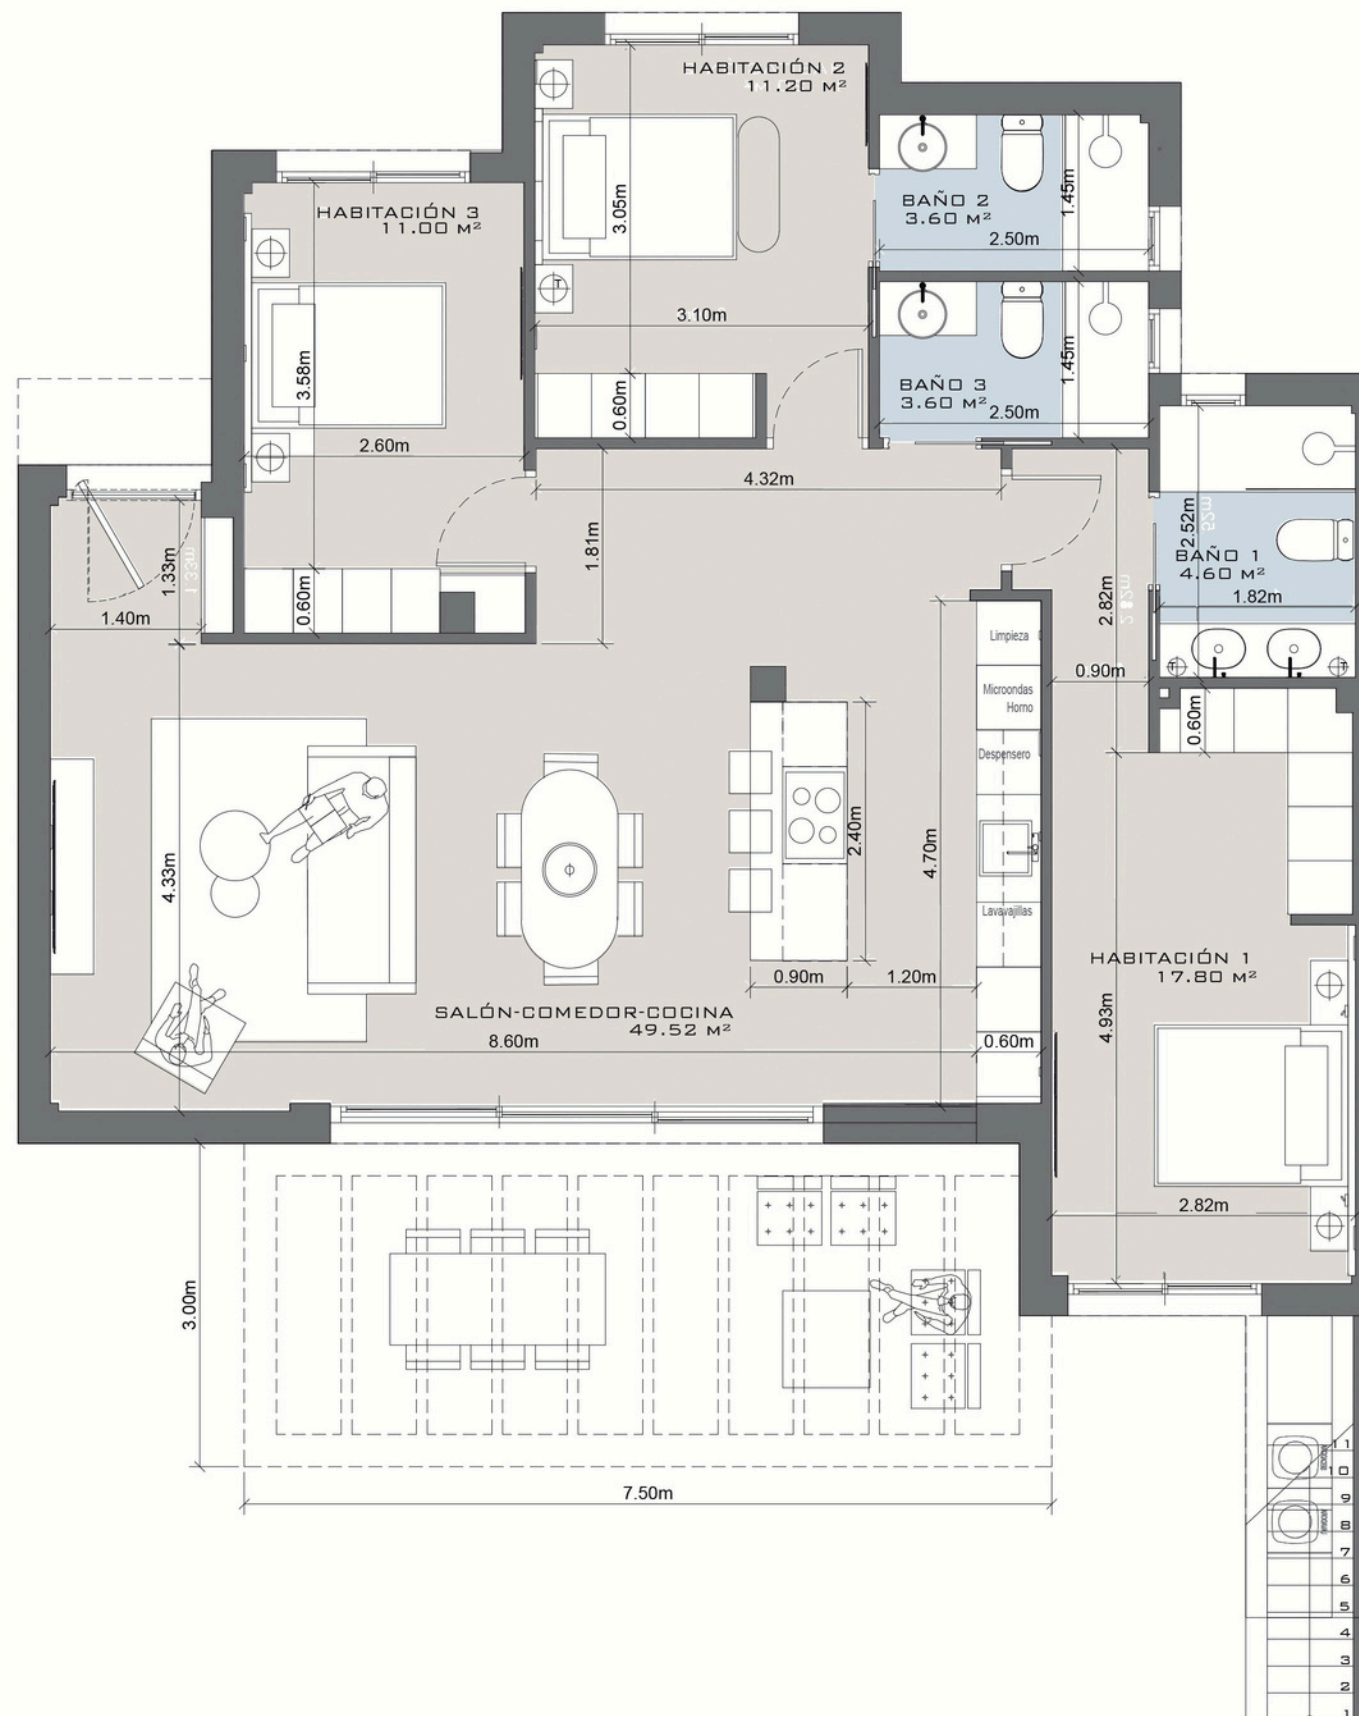 HABITACIÓN 2
11.20 M²
HABITACIÓN 3
11.00 M²
BAÑO 2
3.60 M²
3.05m
1.45m
2.50m
3.10m
3.58m
BAÑO 3
3.60 M²
1.45m
2.50m
0.60m
2.60m
4.32m
1.33m
1.33m
1.81m
2.52m
52m
BAÑO 1
4.60 M²
1.82m
0.60m
1.40m
2.82m
2.82m
Limpieza
0.90m
Microondas
Horno
0.60m
Despensero
2.40m
4.70m
4.33m
Lavavajillas
HABITACIÓN 1
17.80 M²
0.90m
1.20m
SALÓN-COMEDOR-COCINA
49.52 M²
8.60m
0.60m
4.93m
2.82m
3.00m
7.50m
11
10
9
8
7
6
5
4
3
2
1